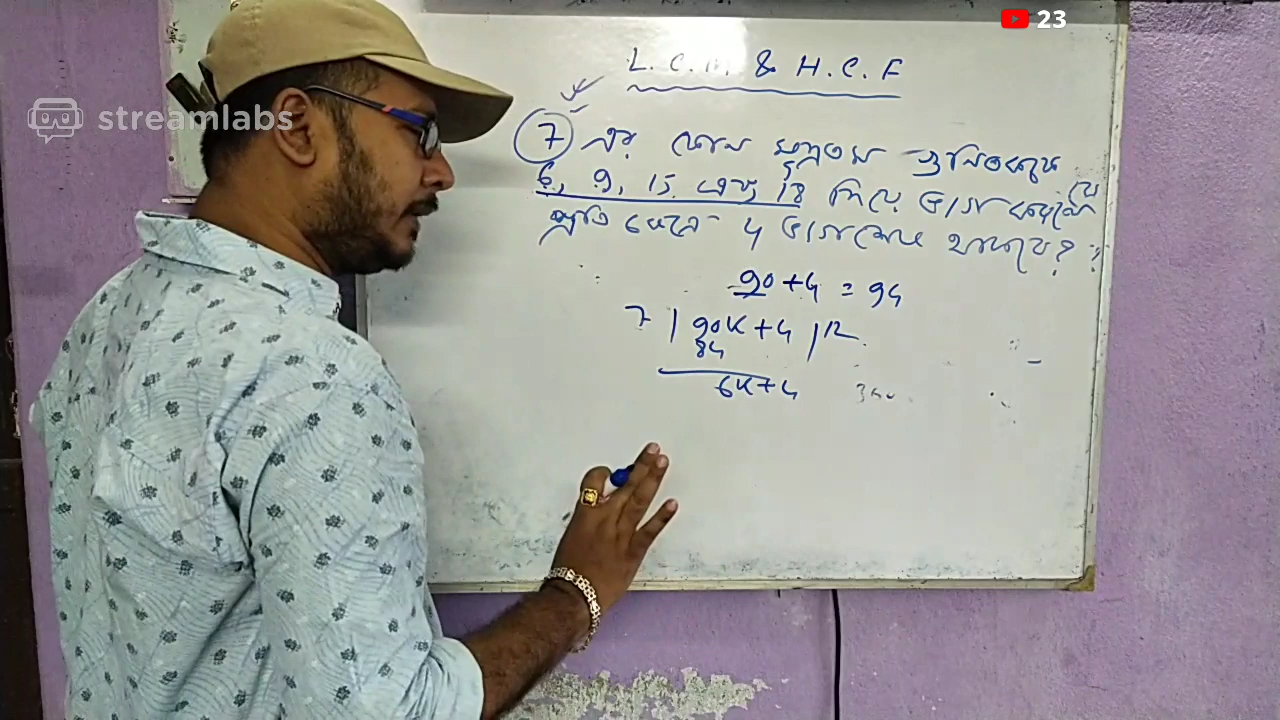 23
streamlabs
L. C. M. & H. C. F
7 এর কোন ক্ষুদ্রতম গুনিতককে
6, 9, 15 এবং 18 দিয়ে ভাগ করলে
প্রতি ক্ষেত্রে 4 ভাগশেষ থাকবে?
90 + 4 = 94
7 | 90K + 4 | 12
84
6K + 4